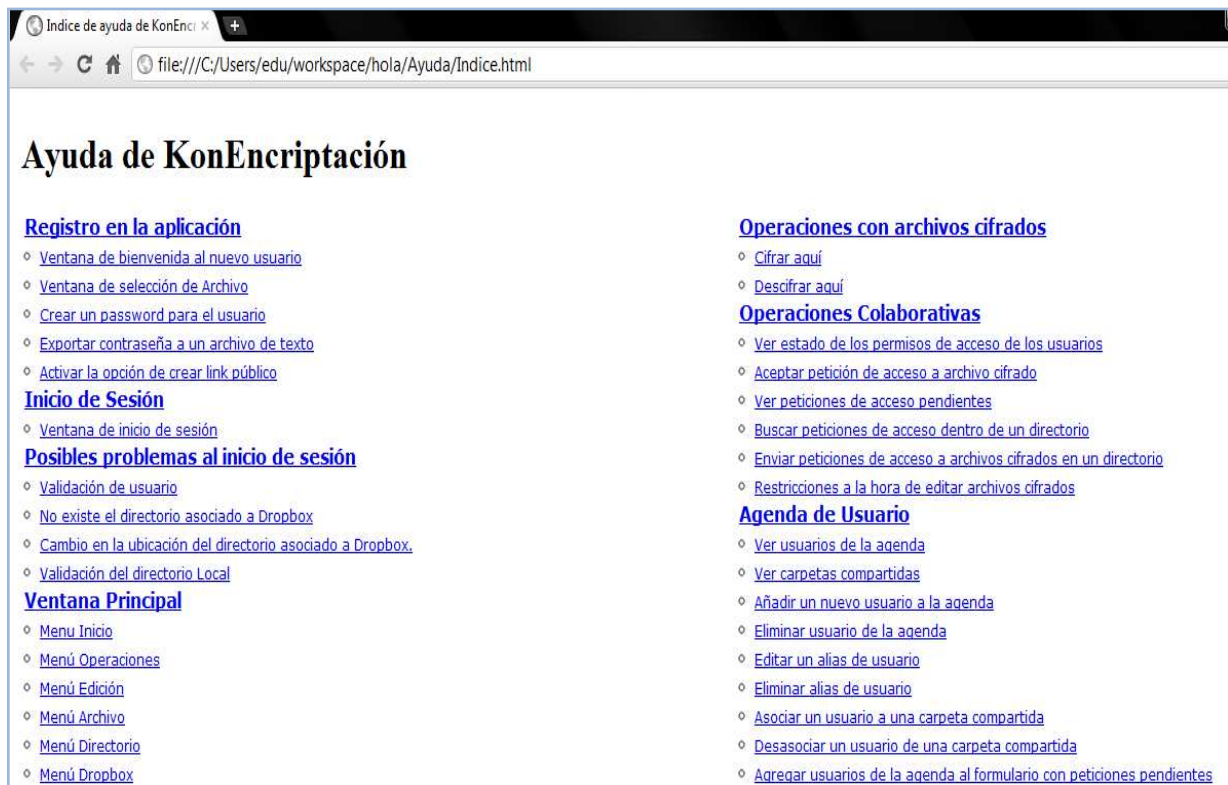 Indice de ayuda de KonEncr
file:///C:/Users/edu/workspace/hola/Ayuda/Indice.html
Ayuda de KonEncriptación
Registro en la aplicación
Ventana de bienvenida al nuevo usuario
Ventana de selección de Archivo
Crear un password para el usuario
Exportar contraseña a un archivo de texto
Activar la opción de crear link público
Inicio de Sesión
Ventana de inicio de sesión
Posibles problemas al inicio de sesión
Validación de usuario
No existe el directorio asociado a Dropbox
Cambio en la ubicación del directorio asociado a Dropbox.
Validación del directorio Local
Ventana Principal
Menu Inicio
Menú Operaciones
Menú Edición
Menú Archivo
Menú Directorio
Menú Dropbox
Operaciones con archivos cifrados
Cifrar aquí
Descifrar aquí
Operaciones Colaborativas
Ver estado de los permisos de acceso de los usuarios
Aceptar petición de acceso a archivo cifrado
Ver peticiones de acceso pendientes
Buscar peticiones de acceso dentro de un directorio
Enviar peticiones de acceso a archivos cifrados en un directorio
Restricciones a la hora de editar archivos cifrados
Agenda de Usuario
Ver usuarios de la agenda
Ver carpetas compartidas
Añadir un nuevo usuario a la agenda
Eliminar usuario de la agenda
Editar un alias de usuario
Eliminar alias de usuario
Asociar un usuario a una carpeta compartida
Desasociar un usuario de una carpeta compartida
Agregar usuarios de la agenda al formulario con peticiones pendientes